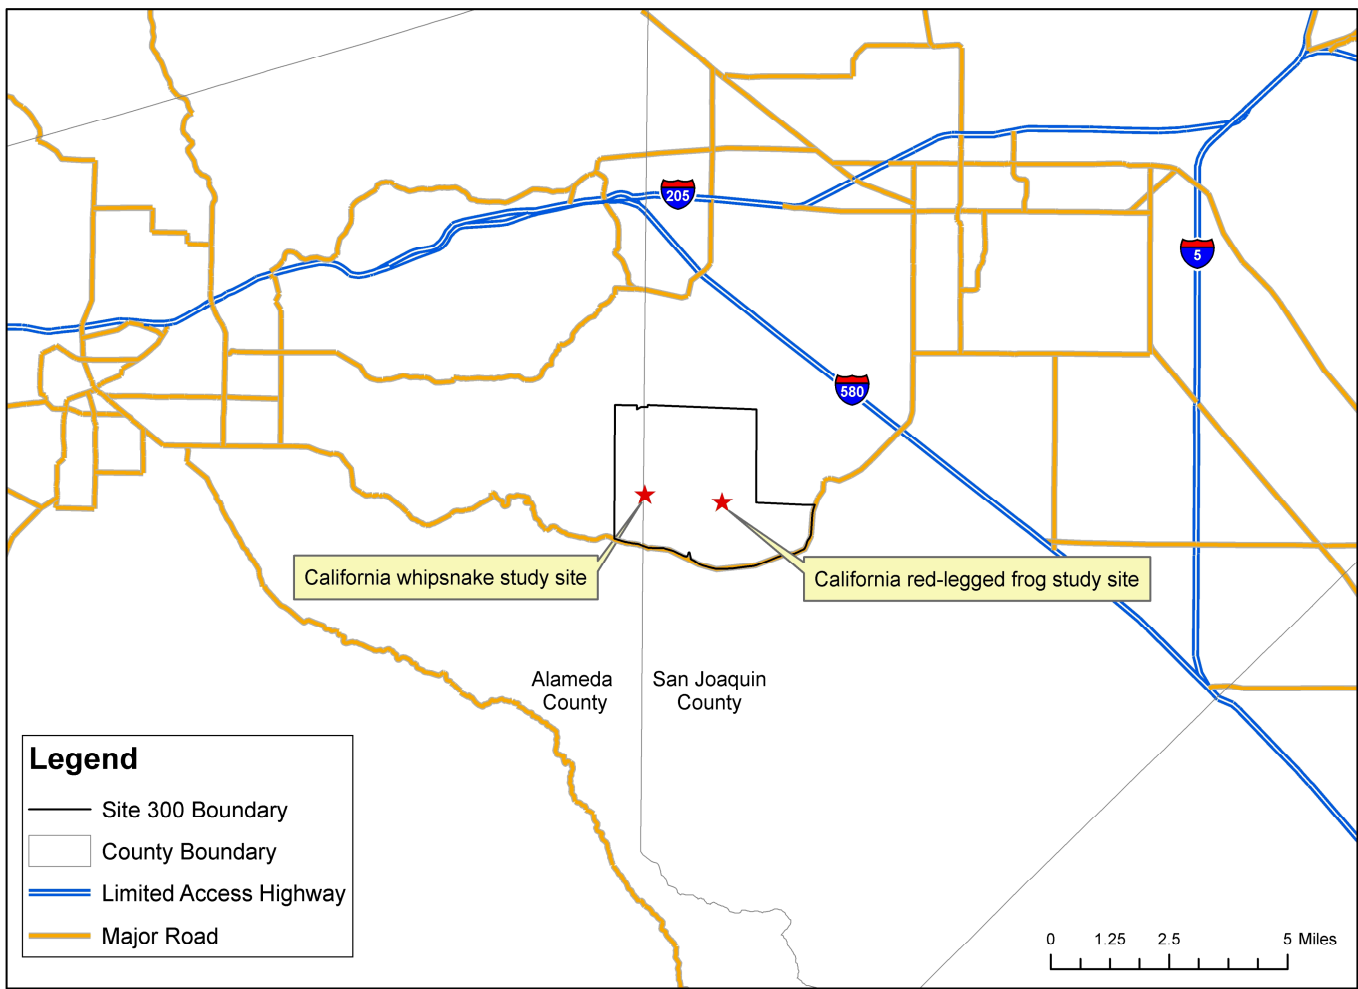 205
5
580
California whipsnake study site
California red-legged frog study site
Alameda
County
San Joaquin
County
Legend
Site 300 Boundary
County Boundary
Limited Access Highway
Major Road
0 1.25 2.5 5 Miles